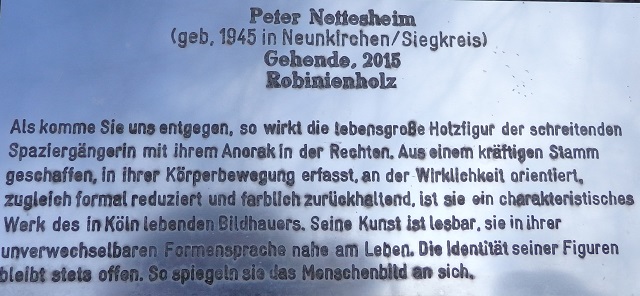 Peter Nettesheim
(geb. 1945 in Neunkirchen/Siegkreis)
Gehende, 2015
Robinienholz
Als komme Sie uns entgegen, so wirkt die lebensgroße Holzfigur der schreitenden
Spaziergängerin mit ihrem Anorak in der Rechten. Aus einem kräftigen Stamm
geschaffen, in ihrer Körperbewegung erfasst, an der Wirklichkeit orientiert,
zugleich formal reduziert und farblich zurückhaltend, ist sie ein charakteristisches
Werk des in Köln lebenden Bildhauers. Seine Kunst ist lesbar, sie in ihrer
unverwechselbaren Formensprache nahe am Leben. Die Identität seiner Figuren
bleibt stets offen. So spiegeln sie das Menschenbild an sich.